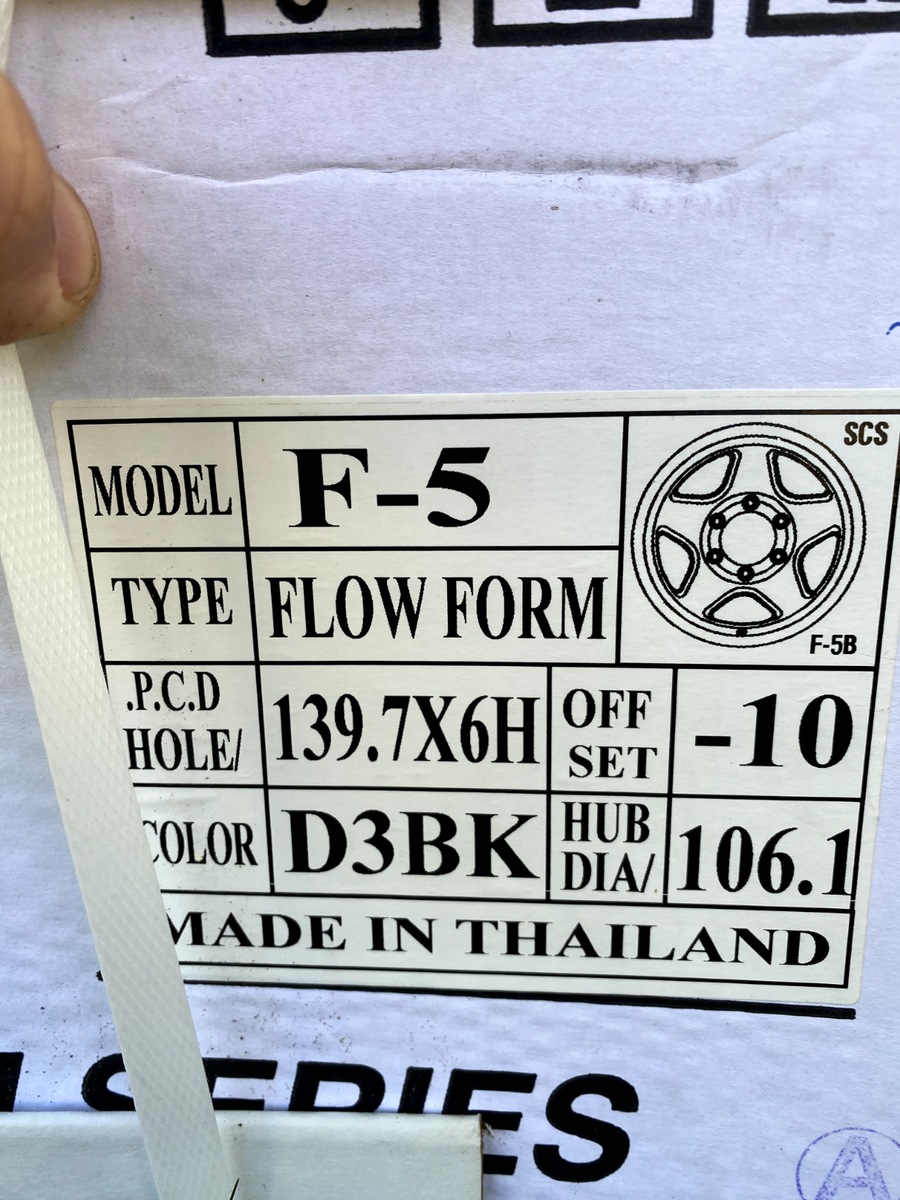 MODEL F-5
SCS
F-5B
TYPE FLOW FORM
.P.C.D HOLE/ 139.7X6H OFF SET -10
COLOR D3BK HUB DIA/ 106.1
MADE IN THAILAND
SERIES
A